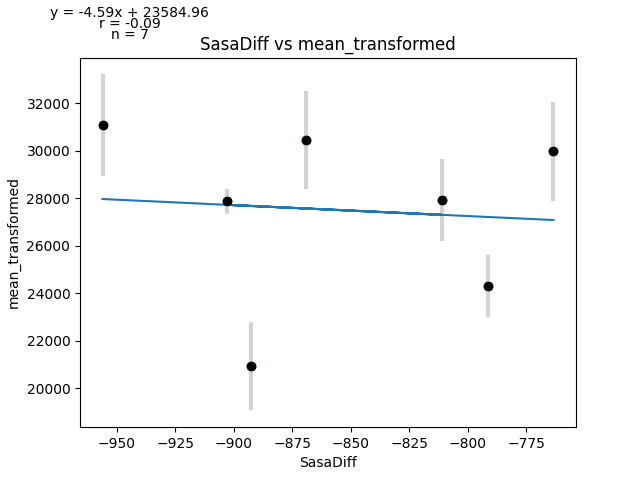 y = -4.59x + 23584.96
r = -0.09
n = 7
SasaDiff vs mean_transformed
mean_transformed
32000
30000
28000
26000
24000
22000
20000
−950 −925 −900 −875 −850 −825 −800 −775
SasaDiff